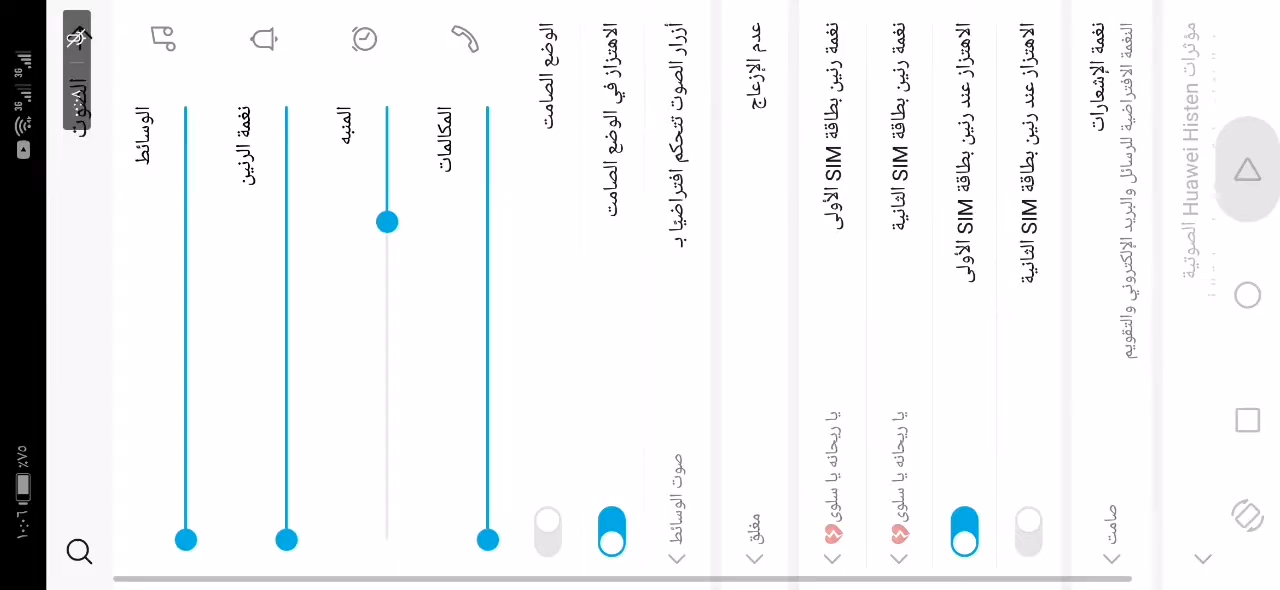 ١٠:٠٦ ٪٧٥
3G 3G
الصوت
الوسائط
نغمة الرنين
المنبه
المكالمات
الوضع الصامت
الاهتزاز في الوضع الصامت
أزرار الصوت تتحكم افتراضيًا بـ
صوت الوسائط
عدم الإزعاج
مغلق
نغمة رنين بطاقة SIM الأولى
يا ريحانه يا سلوى💔
نغمة رنين بطاقة SIM الثانية
يا ريحانه يا سلوى💔
الاهتزاز عند رنين بطاقة SIM الأولى
الاهتزاز عند رنين بطاقة SIM الثانية
نغمة الإشعارات
النغمة الافتراضية للرسائل والبريد الإلكتروني والتقويم
صامت
مؤثرات Huawei Histen الصوتية